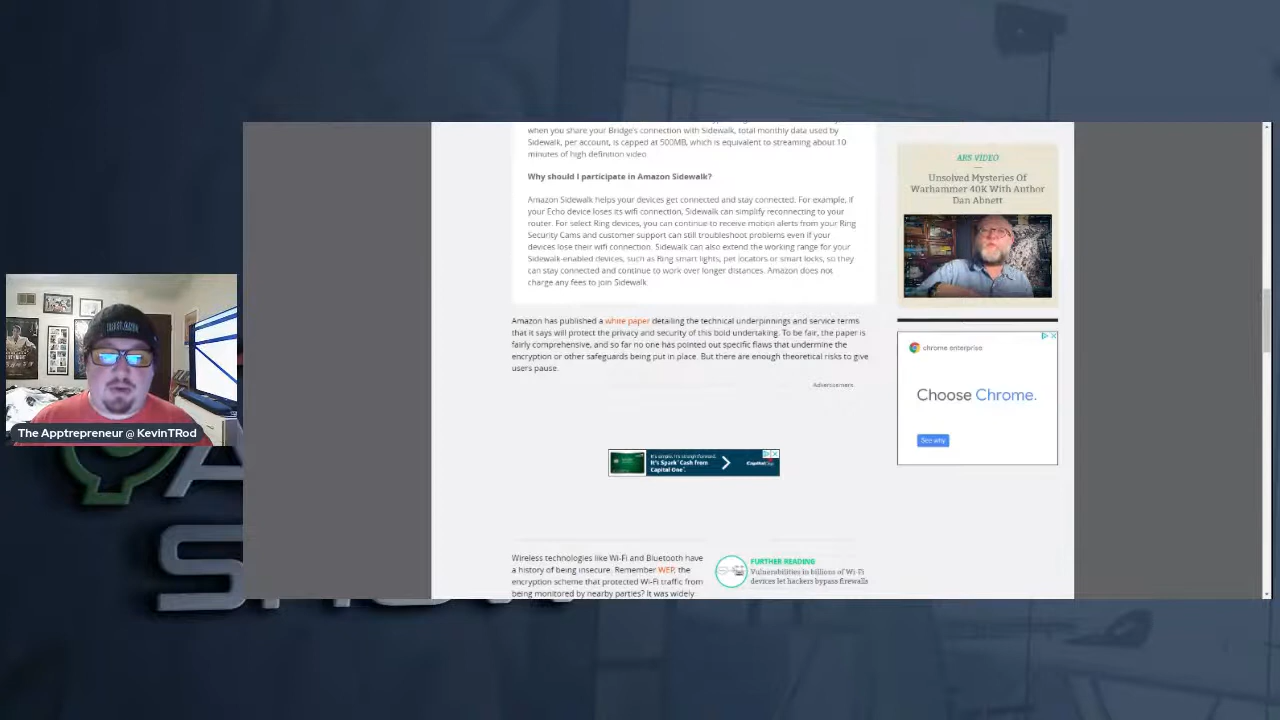 when you share your Bridge's connection with Sidewalk, total monthly data used by
Sidewalk, per account, is capped at 500MB, which is equivalent to streaming about 10
minutes of high definition video.
Why should I participate in Amazon Sidewalk?
Amazon Sidewalk helps your devices get connected and stay connected. For example, if
your Echo device loses its wifi connection, Sidewalk can simplify reconnecting to your
router. For select Ring devices, you can continue to receive motion alerts from your Ring
Security Cams and customer support can still troubleshoot problems even if your
devices lose their wifi connection. Sidewalk can also extend the working range for your
Sidewalk-enabled devices, such as Ring smart lights, pet locators or smart locks, so they
can stay connected and continue to work over longer distances. Amazon does not
charge any fees to join Sidewalk.
Amazon has published a white paper detailing the technical underpinnings and service terms
that it says will protect the privacy and security of this bold undertaking. To be fair, the paper is
fairly comprehensive, and so far no one has pointed out specific flaws that undermine the
encryption or other safeguards being put in place. But there are enough theoretical risks to give
users pause.
Advertisement
It's simple. It's straightforward.
It's Spark Cash from
Capital One
Capital One
Wireless technologies like Wi-Fi and Bluetooth have
a history of being insecure. Remember WEP, the
encryption scheme that protected Wi-Fi traffic from
being monitored by nearby parties? It was widely
FURTHER READING
Vulnerabilities in billions of Wi-Fi
devices let hackers bypass firewalls
ARS VIDEO
Unsolved Mysteries Of
Warhammer 40K With Author
Dan Abnett
chrome enterprise
Choose Chrome.
See why
The Apptrepreneur @ KevinTRod